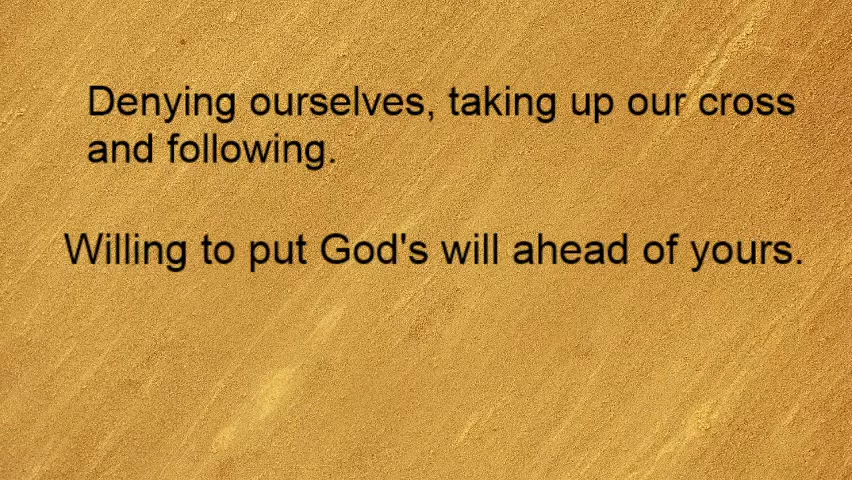 Denying ourselves, taking up our cross
and following.
Willing to put God's will ahead of yours.